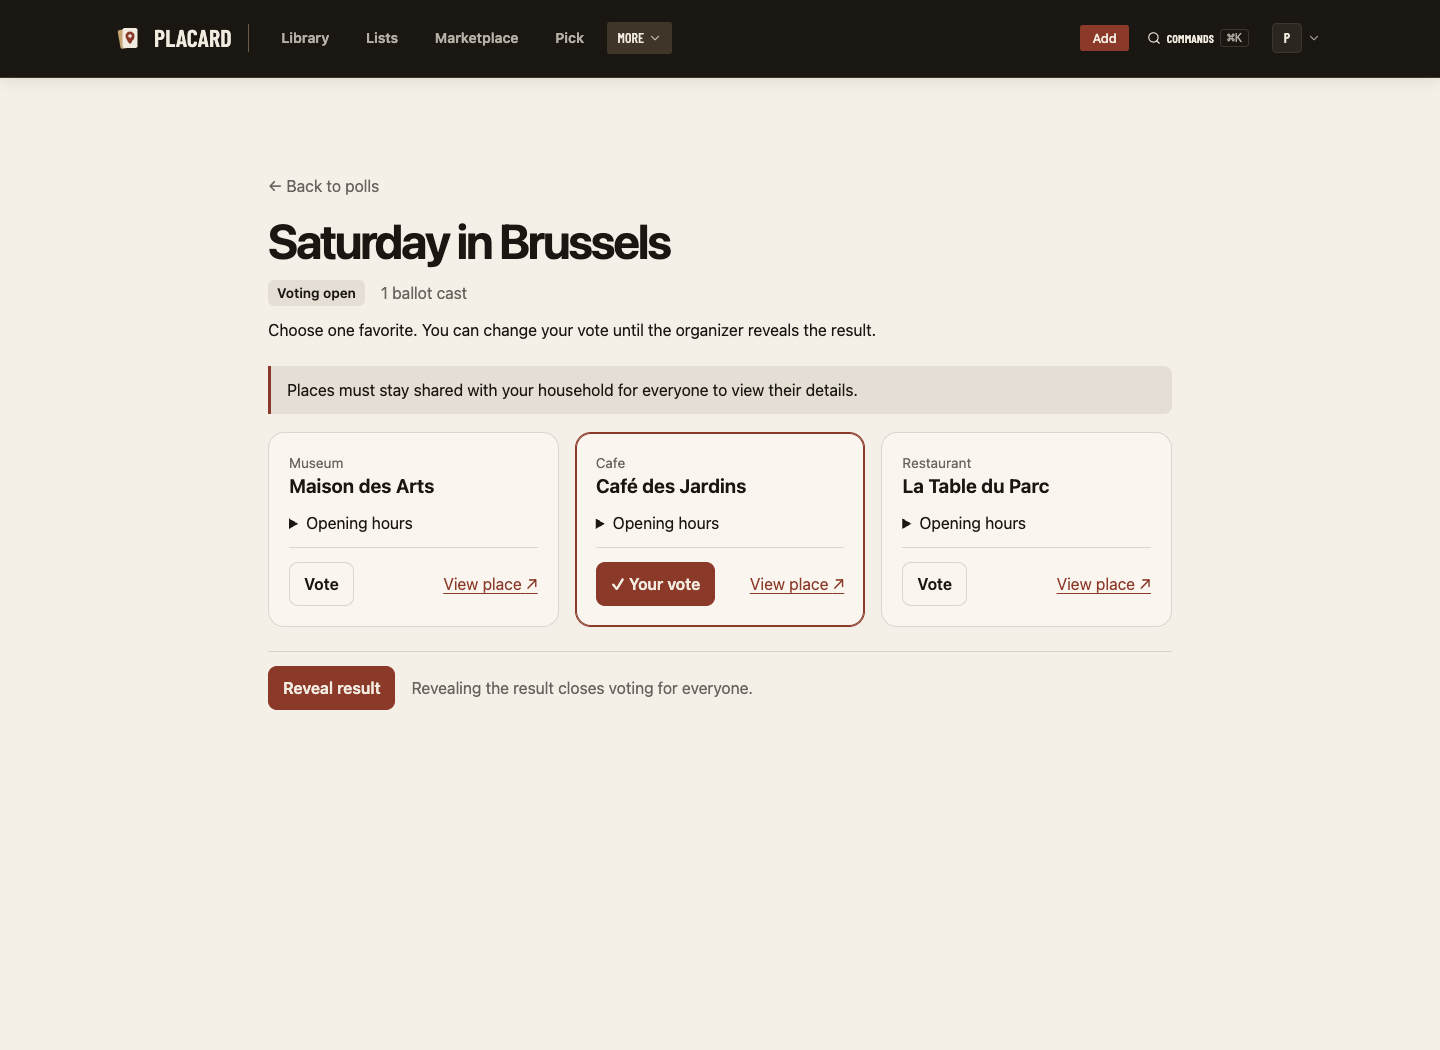 PLACARD
Library
Lists
Marketplace
Pick
MORE
Add
COMMANDS ⌘K
P
← Back to polls
Saturday in Brussels
Voting open
1 ballot cast
Choose one favorite. You can change your vote until the organizer reveals the result.
Places must stay shared with your household for everyone to view their details.
Museum
Maison des Arts
▶ Opening hours
Vote
View place ↗
Cafe
Café des Jardins
▶ Opening hours
✓ Your vote
View place ↗
Restaurant
La Table du Parc
▶ Opening hours
Vote
View place ↗
Reveal result
Revealing the result closes voting for everyone.